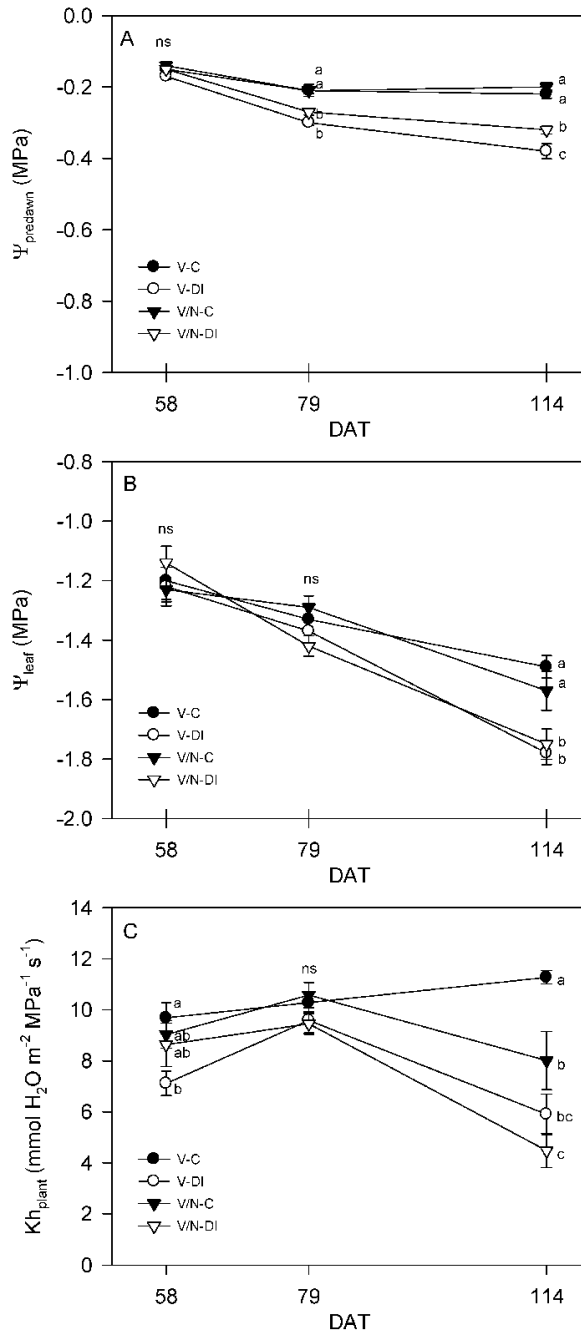 A
0.0
-0.2
-0.4
-0.6
-0.8
-1.0
Ψpredawn (MPa)
ns
a
a
b
b
a
a
b
c
V-C
V-DI
V/N-C
V/N-DI
58 79 114
DAT
B
-0.8
-1.0
-1.2
-1.4
-1.6
-1.8
-2.0
Ψleaf (MPa)
ns
ns
a
a
b
b
V-C
V-DI
V/N-C
V/N-DI
58 79 114
DAT
C
14
12
10
8
6
4
2
0
Khplant (mmol H2O m-2 MPa-1 s-1)
a
ab
ab
b
ns
a
b
bc
c
V-C
V-DI
V/N-C
V/N-DI
58 79 114
DAT